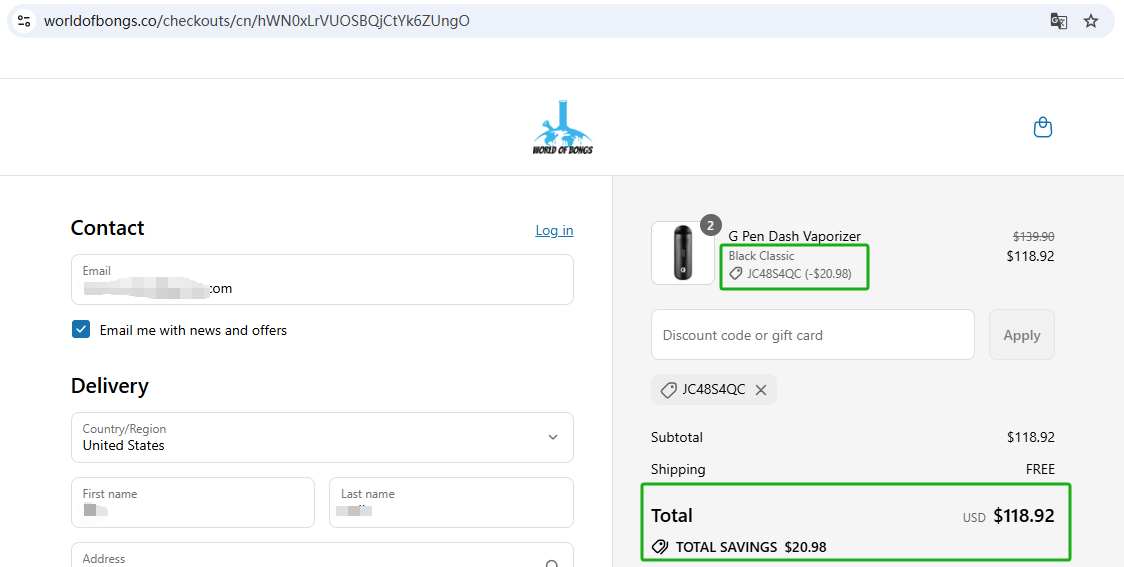 worldofbongs.co/checkouts/cn/hWN0xLrVUOSBQjCtYk6ZUngO
WORLD OF BONGS
Contact
Log in
Email
com
Email me with news and offers
Delivery
Country/Region
United States
First name
Last name
Address
2
G Pen Dash Vaporizer
$139.90
Black Classic
$118.92
JC48S4QC (-$20.98)
Discount code or gift card
Apply
JC48S4QC
Subtotal
$118.92
Shipping
FREE
Total
USD $118.92
TOTAL SAVINGS $20.98